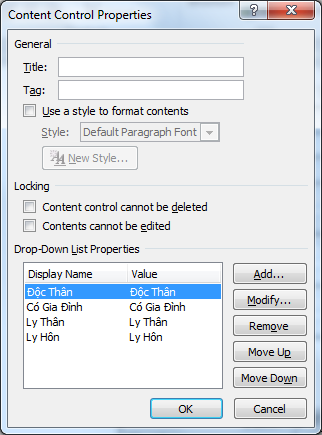 Content Control Properties
General
Title:
Tag:
Use a style to format contents
Style: Default Paragraph Font
New Style...
Locking
Content control cannot be deleted
Contents cannot be edited
Drop-Down List Properties
Display Name Value
Độc Thân Độc Thân
Có Gia Đình Có Gia Đình
Ly Thân Ly Thân
Ly Hôn Ly Hôn
Add...
Modify...
Remove
Move Up
Move Down
OK Cancel